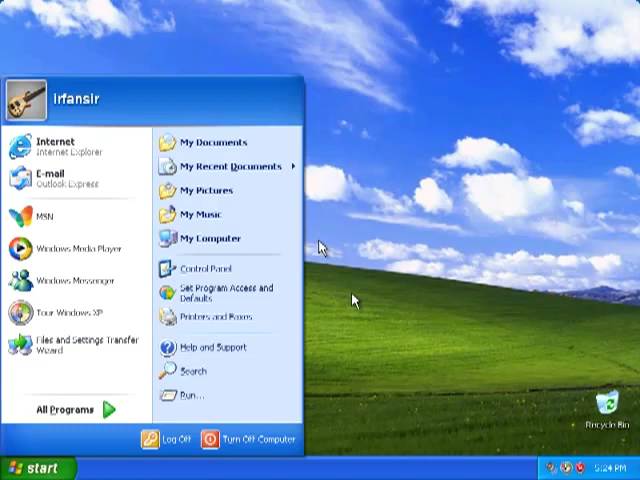 Irfansir
Internet
Internet Explorer
E-mail
Outlook Express
MSN
Windows Media Player
Windows Messenger
Tour Windows XP
Files and Settings Transfer
Wizard
All Programs
My Documents
My Recent Documents
My Pictures
My Music
My Computer
Control Panel
Set Program Access and
Defaults
Printers and Faxes
Help and Support
Search
Run...
Log Off
Turn Off Computer
Recycle Bin
start
5:24 PM